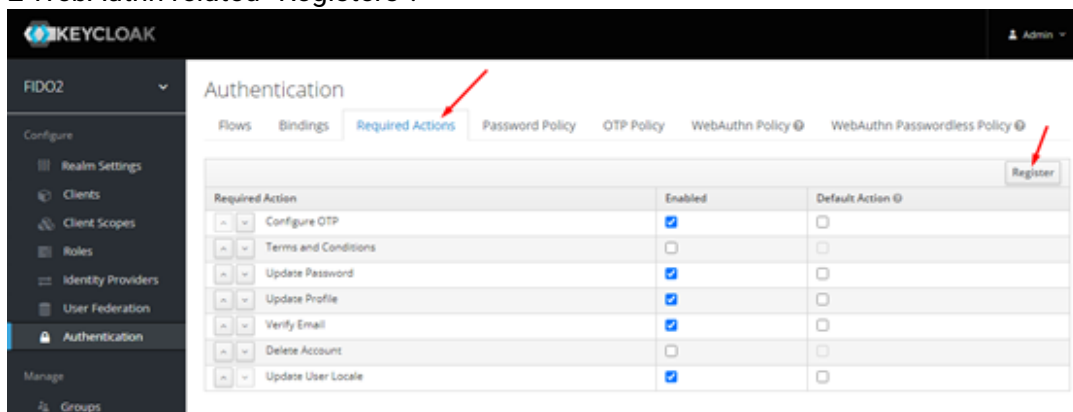 KEYCLOAK
Admin
FIDO2
Authentication
Flows Bindings Required Actions Password Policy OTP Policy WebAuthn Policy WebAuthn Passwordless Policy
Configure
Realm Settings
Register
Clients
Required Action Enabled Default Action
Client Scopes
Configure OTP
Roles
Terms and Conditions
Identity Providers
Update Password
User Federation
Update Profile
Authentication
Verify Email
Delete Account
Manage
Update User Locale
Groups